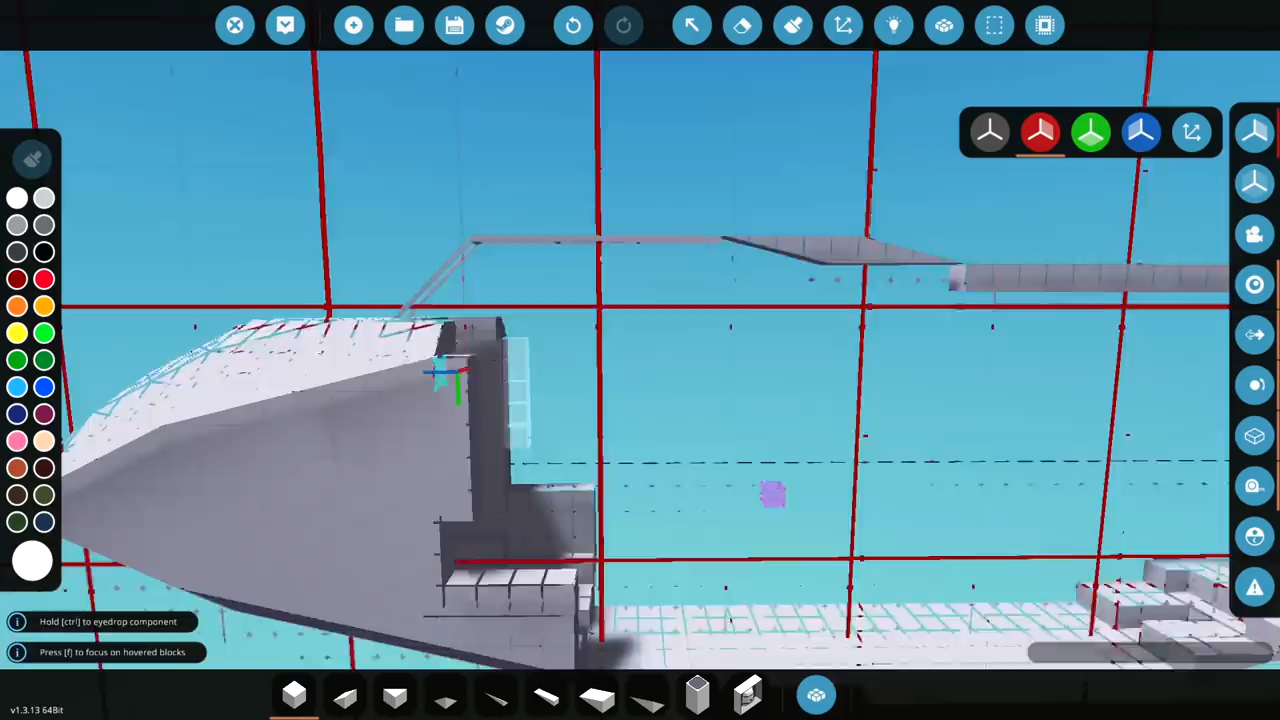 Hold [ctrl] to eyedrop component
Press [f] to focus on hovered blocks
v1.3.13 64Bit